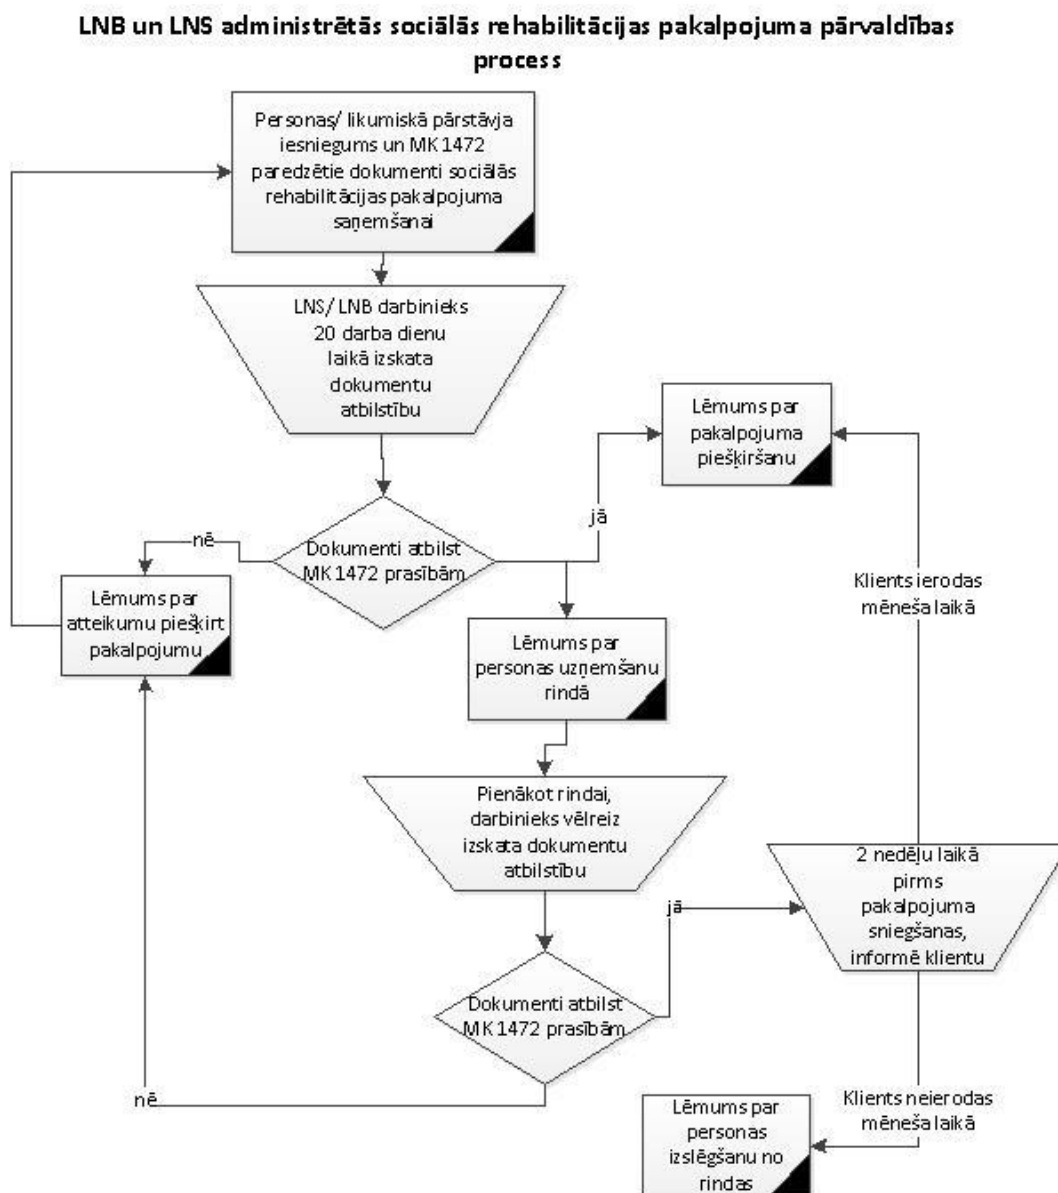 LNB un LNS administrētās sociālās rehabilitācijas pakalpojuma pārvaldības
process
Personas/ likumiskā pārstāvja
iesniegums un MK 1472
paredzētie dokumenti sociālās
rehabilitācijas pakalpojuma
saņemšanai
LNS/ LNB darbinieks
20 darba dienu
laikā izskata
dokumentu
atbilstību
Lēmums par
pakalpojuma
piešķiršanu
jā
nē
Dokumenti atbilst
MK 1472 prasībām
Klients ierodas
mēneša laikā
Lēmums par
atteikumu piešķirt
pakalpojumu
Lēmums par
personas uzņemšanu
rindā
Pienākot rindai,
darbinieks vēlreiz
izskata dokumentu
atbilstību
2 nedēļu laikā
pirms
pakalpojuma
sniegšanas,
informē klientu
jā
Dokumenti atbilst
MK 1472 prasībām
nē
Klients neierodas
mēneša laikā
Lēmums par
personas
izslēgšanu no
rindas